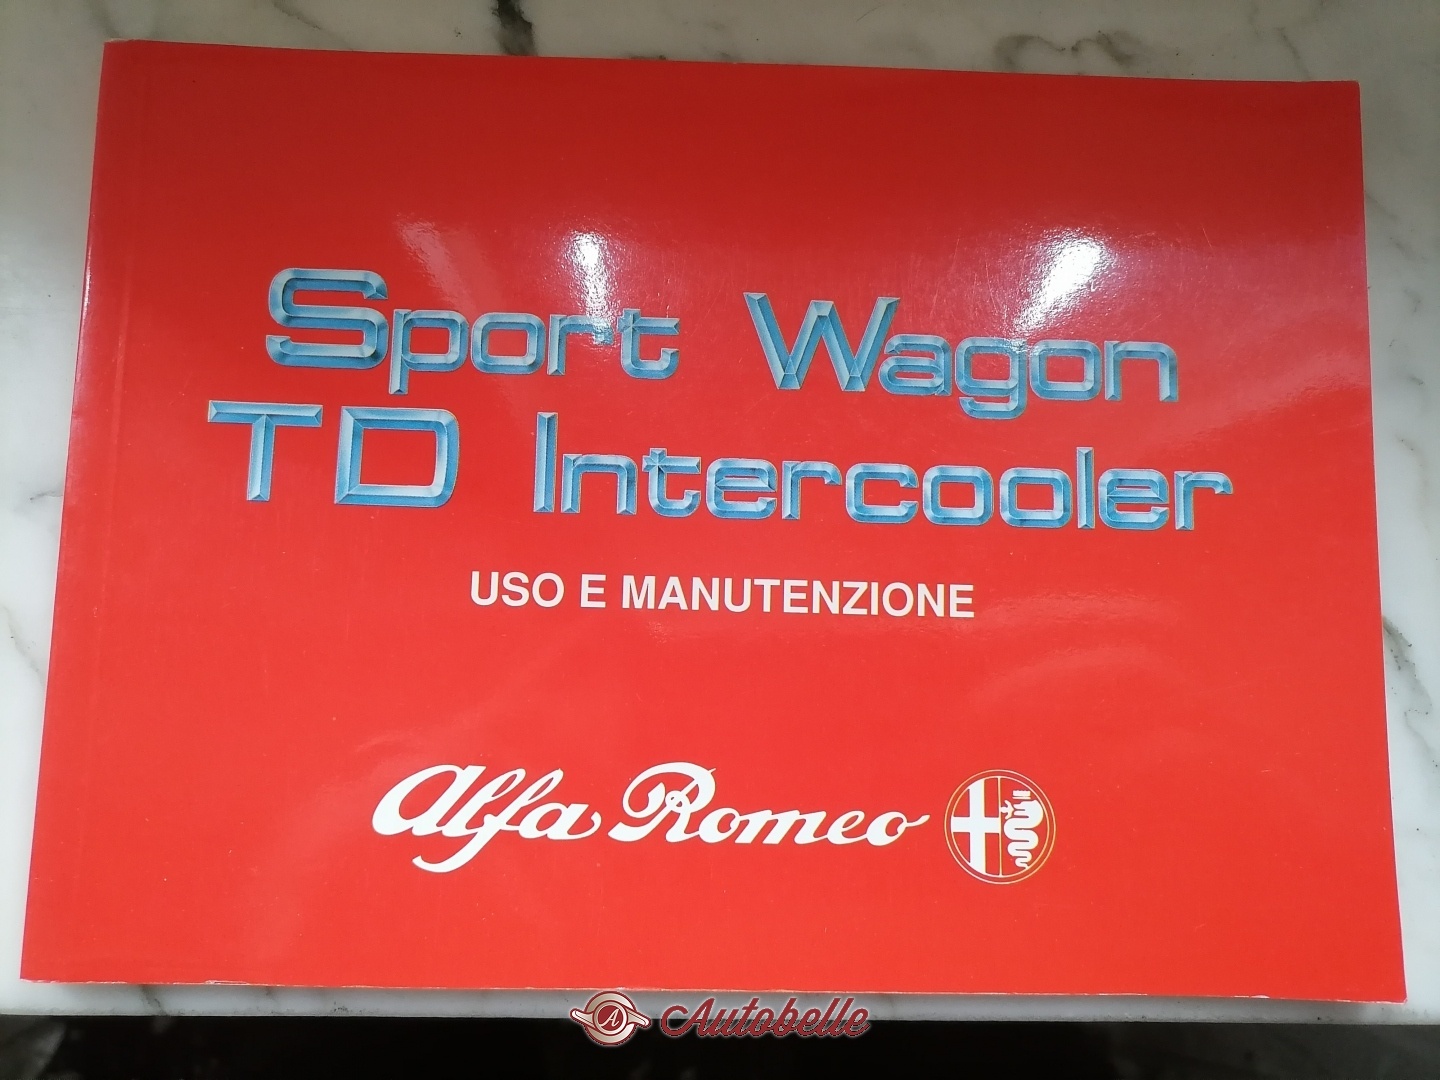 Sport Wagon
TD Intercooler
USO E MANUTENZIONE
Alfa Romeo
A Autobelle